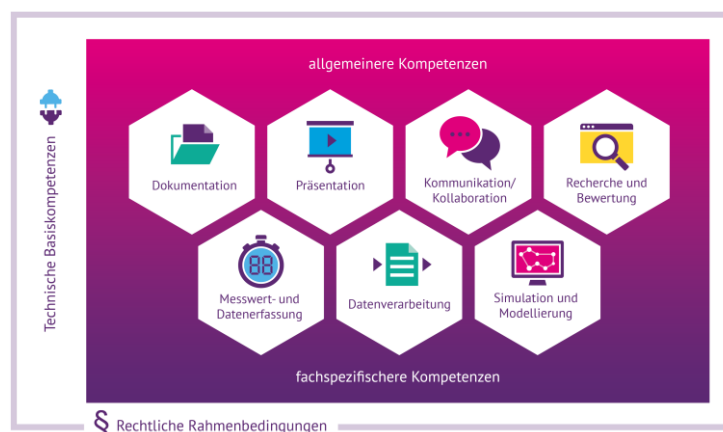 allgemeinere Kompetenzen
Technische Basiskompetenzen
Dokumentation
Präsentation
Kommunikation/
Kollaboration
Recherche und
Bewertung
88
Messwert- und
Datenerfassung
Datenverarbeitung
Simulation und
Modellierung
fachspezifischere Kompetenzen
§ Rechtliche Rahmenbedingungen